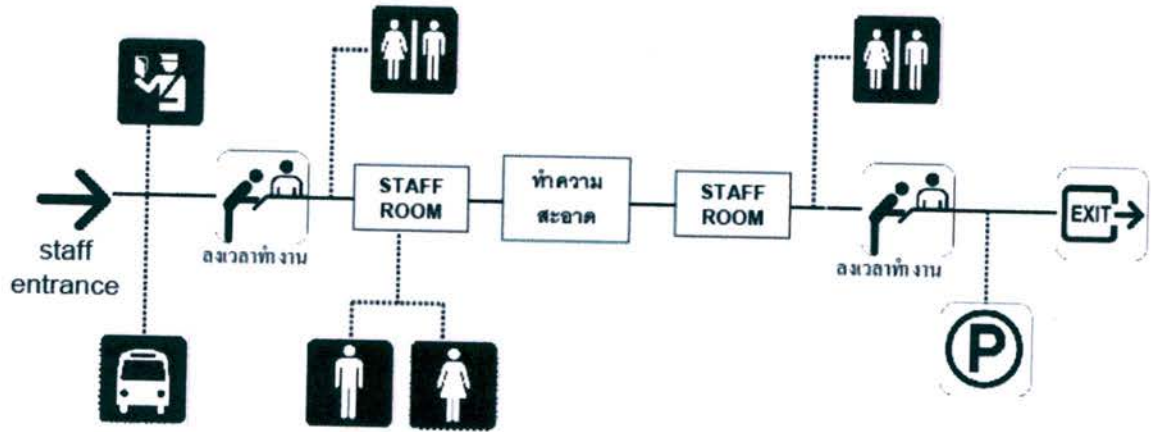 staff
entrance
ลงเวลาทำงาน
STAFF
ROOM
ทำความ
สะอาด
STAFF
ROOM
ลงเวลาทำงาน
EXIT
P